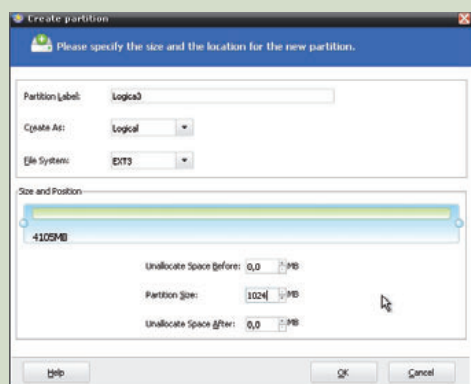 Create partition
Please specify the size and the location for the new partition.
Partition Label: Logica3
Create As: Logical
File System: EXT3
Size and Position
4105MB
Unallocate Space Before: 0,0 MB
Partition Size: 1024 MB
Unallocate Space After: 0,0 MB
Help OK Cancel